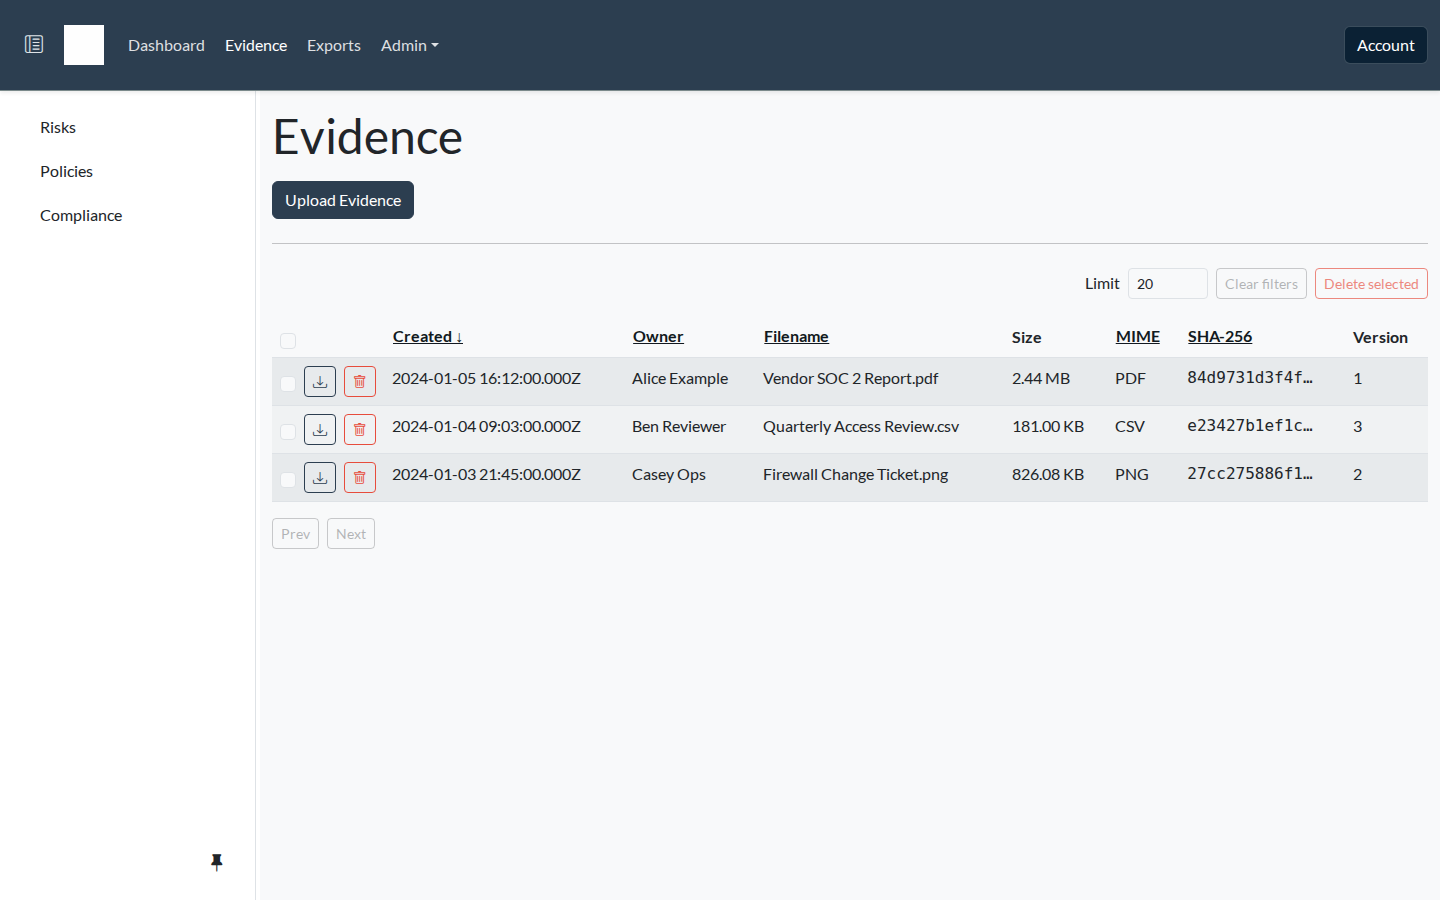 Dashboard Evidence Exports Admin Account
Risks
Policies
Compliance
Evidence
Upload Evidence
Limit 20 Clear filters Delete selected
Created ↓ Owner Filename Size MIME SHA-256 Version
2024-01-05 16:12:00.000Z Alice Example Vendor SOC 2 Report.pdf 2.44 MB PDF 84d9731d3f4f… 1
2024-01-04 09:03:00.000Z Ben Reviewer Quarterly Access Review.csv 181.00 KB CSV e23427b1ef1c… 3
2024-01-03 21:45:00.000Z Casey Ops Firewall Change Ticket.png 826.08 KB PNG 27cc275886f1… 2
Prev Next